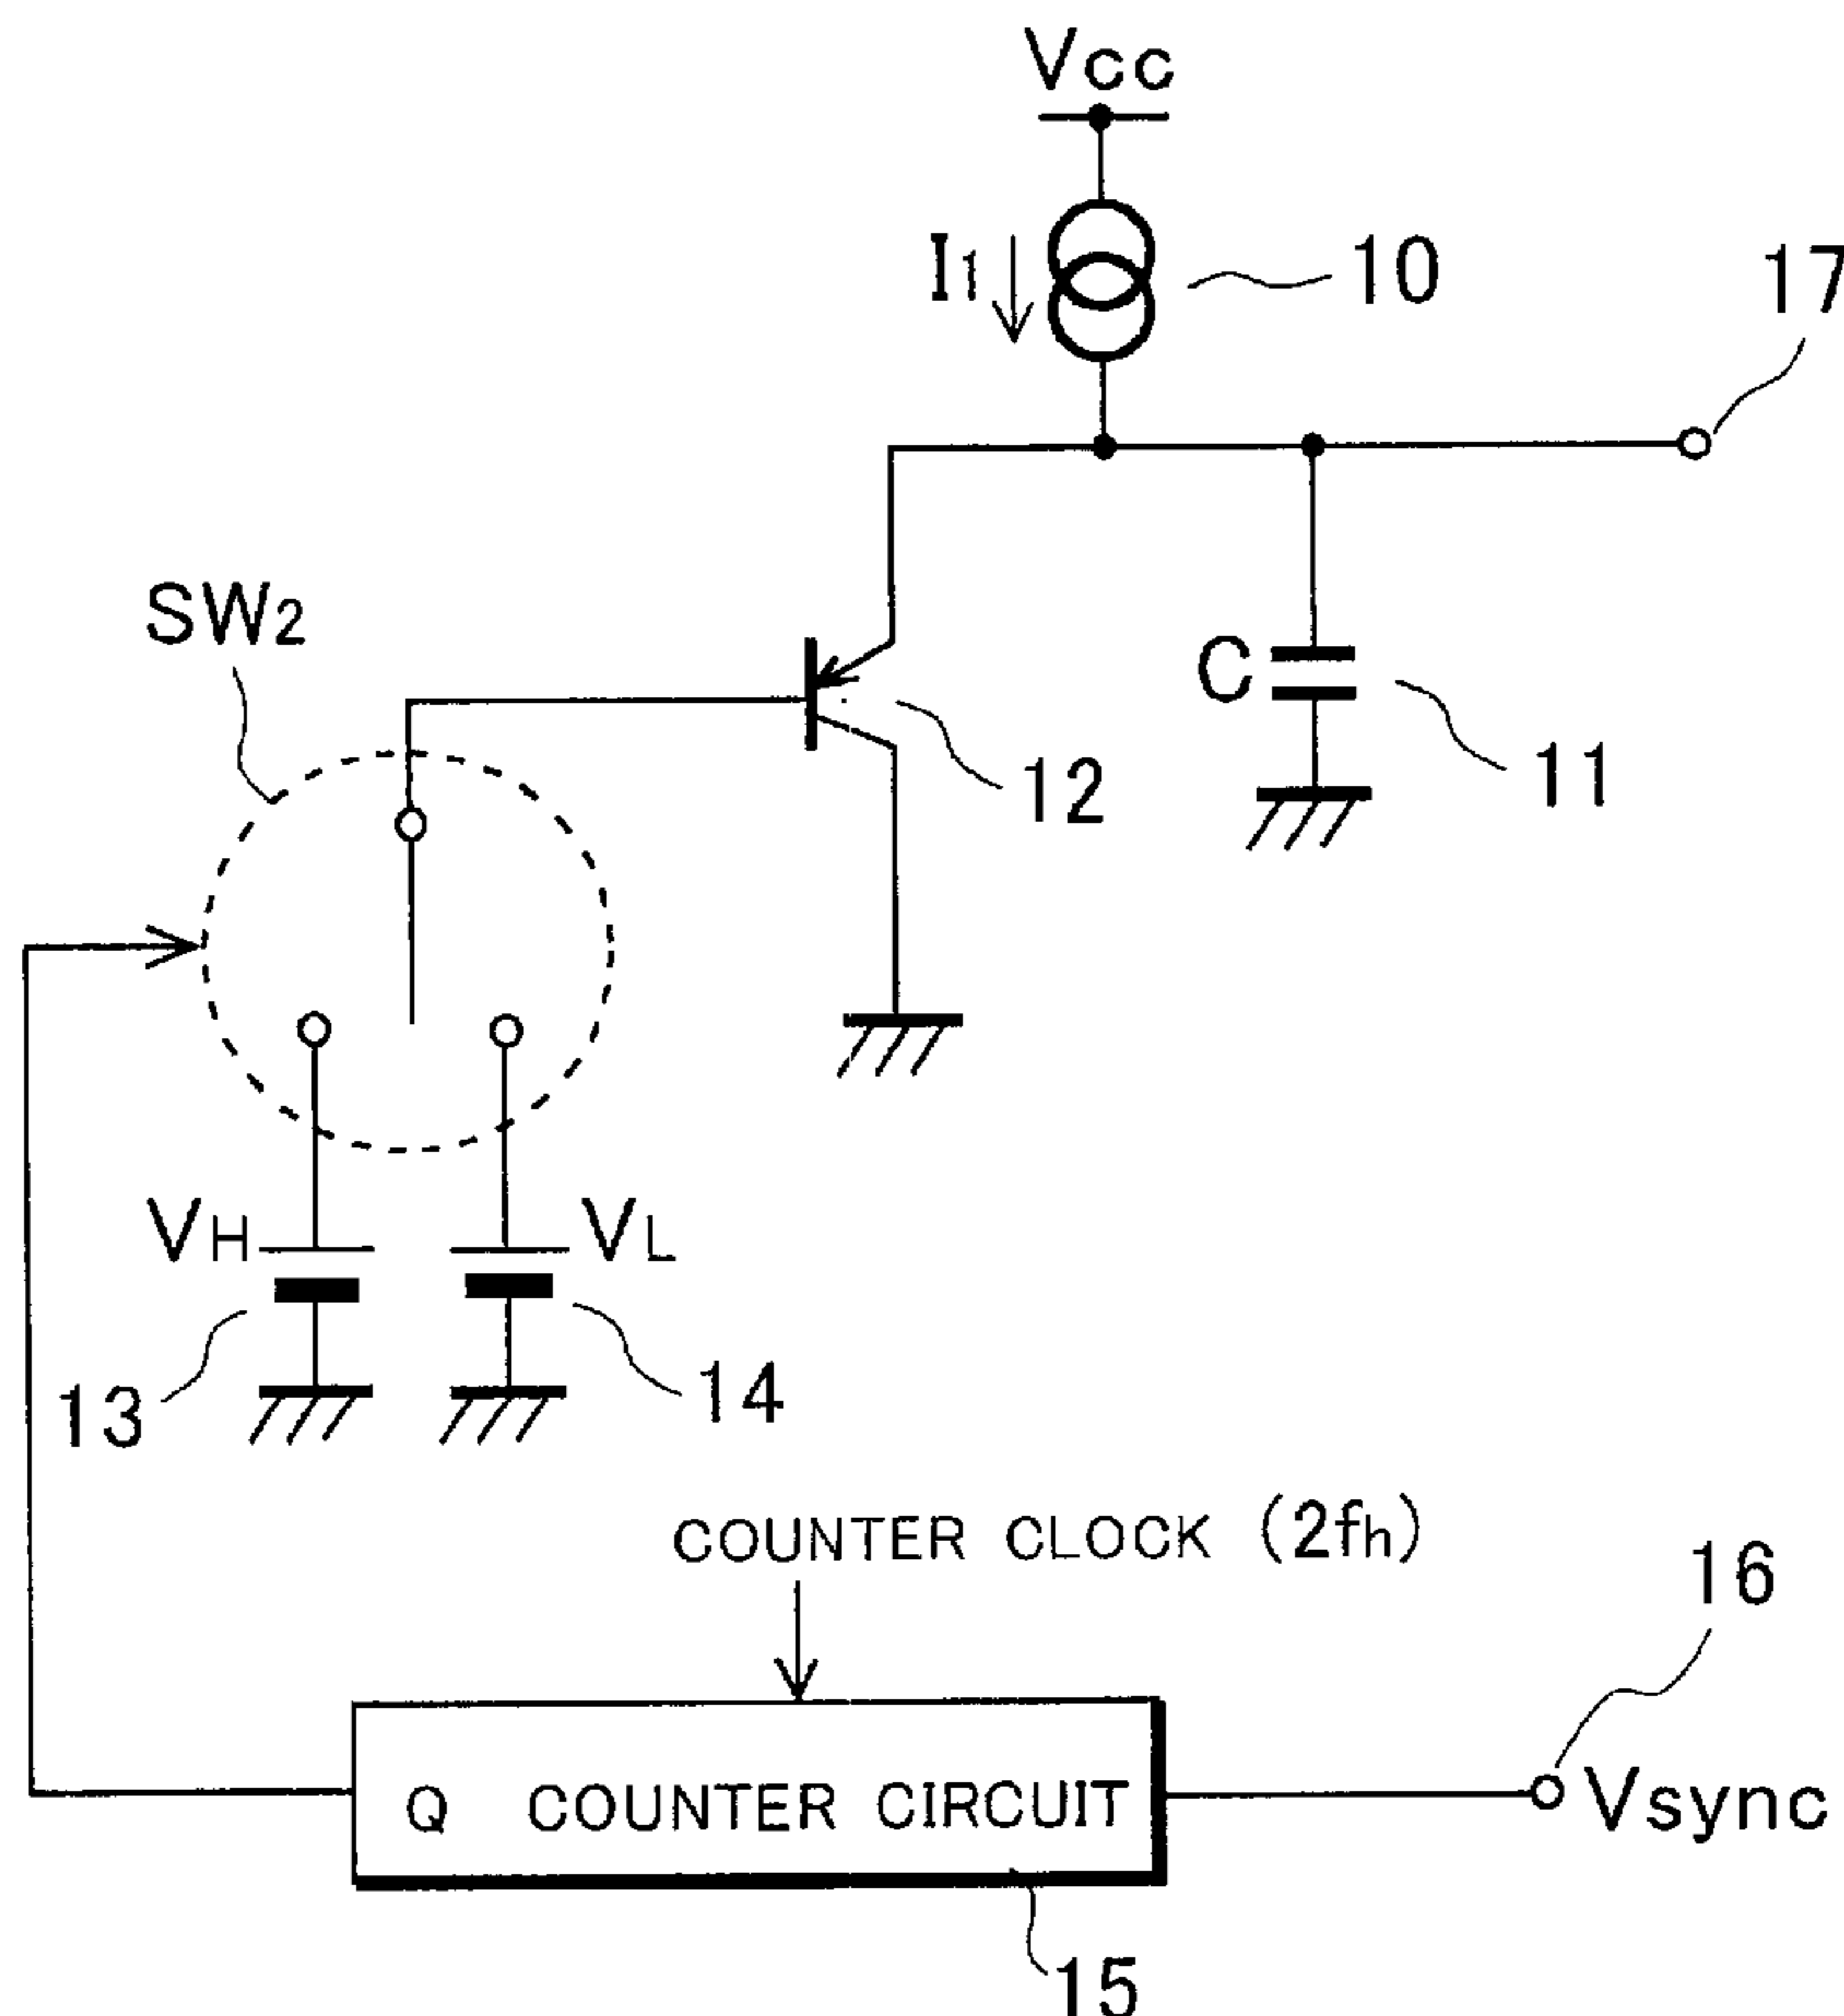 Vcc
I1
10
17
SW2
C
12
11
VH
VL
13
14
COUNTER CLOCK (2fh)
16
Q COUNTER CIRCUIT
Vsync
15